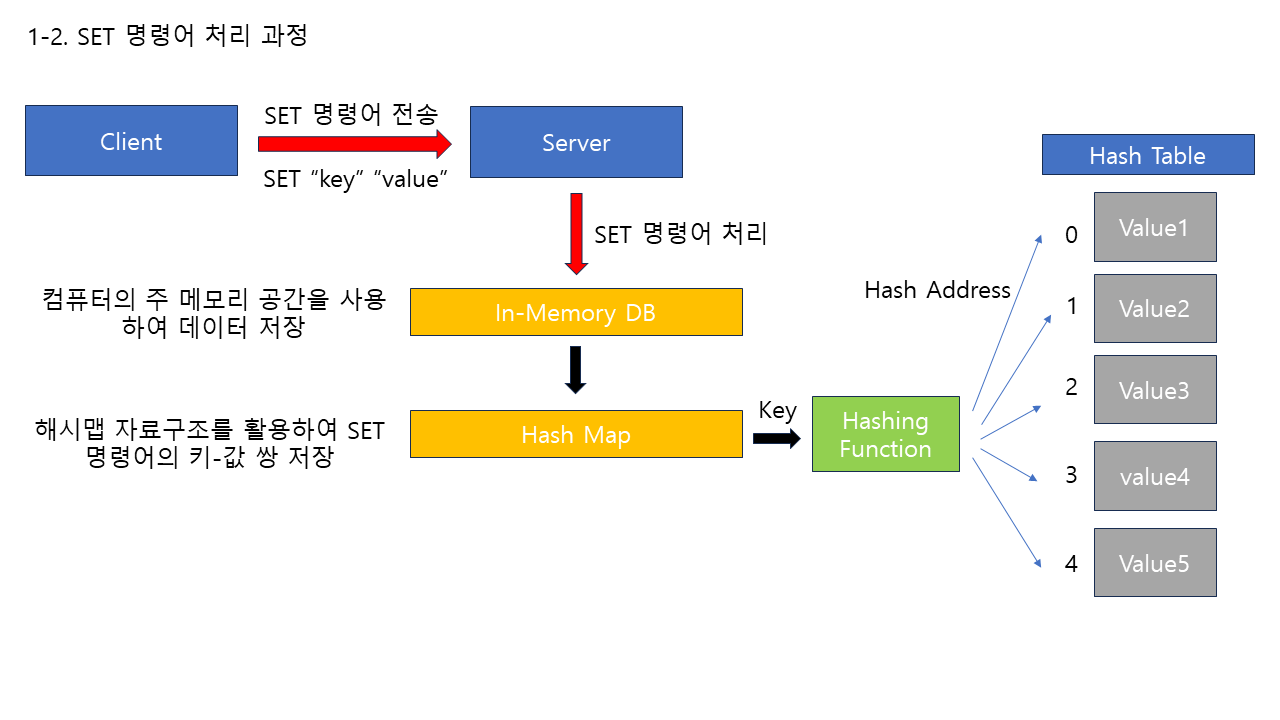 1-2. SET 명령어 처리 과정
Client
SET 명령어 전송
SET “key” “value”
Server
SET 명령어 처리
컴퓨터의 주 메모리 공간을 사용
하여 데이터 저장
In-Memory DB
해시맵 자료구조를 활용하여 SET
명령어의 키-값 쌍 저장
Hash Map
Key
Hashing
Function
Hash Address
Hash Table
0 Value1
1 Value2
2 Value3
3 value4
4 Value5